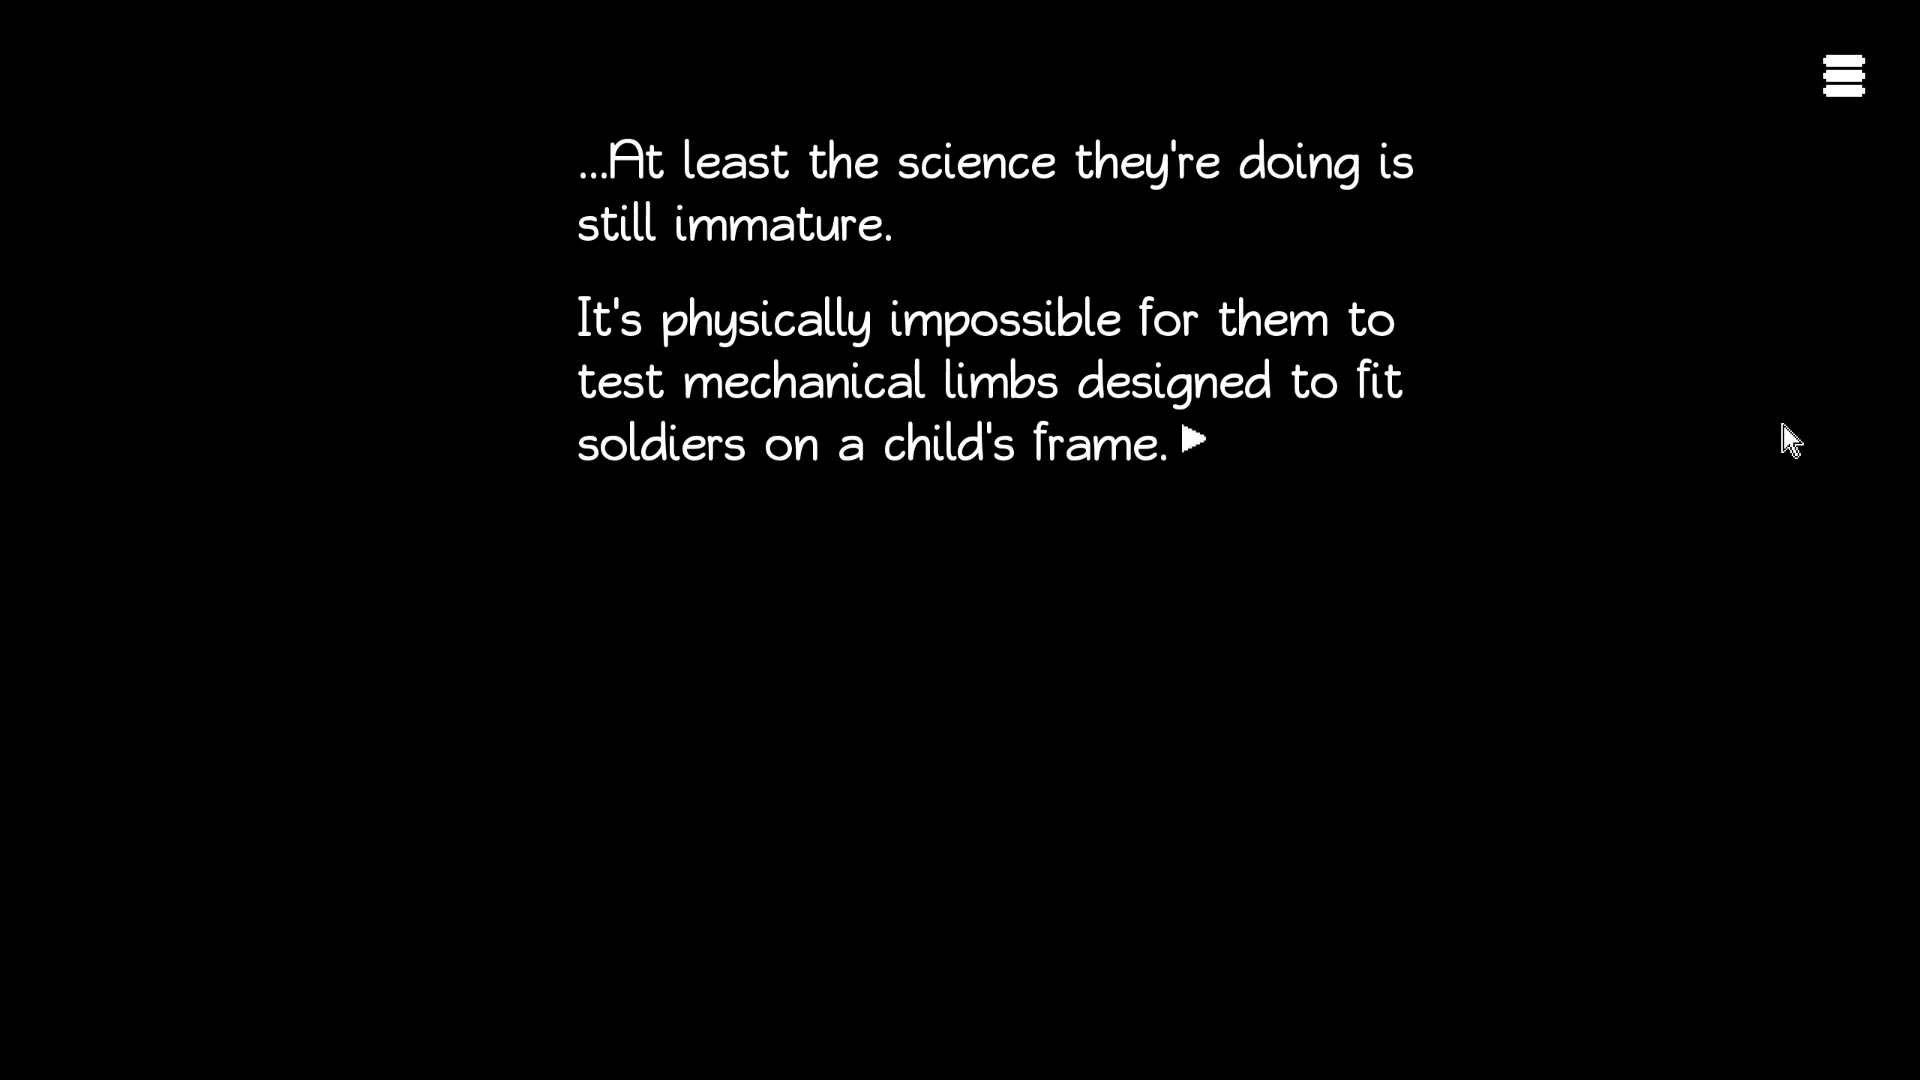 ...At least the science they're doing is
still immature.
It's physically impossible for them to
test mechanical limbs designed to fit
soldiers on a child's frame.